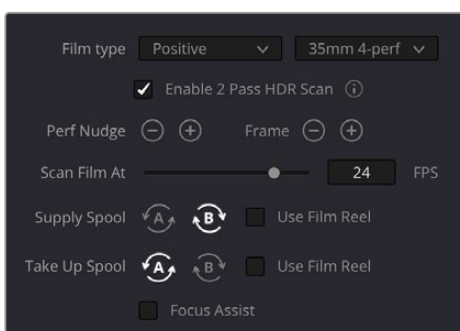 Film type Positive 35mm 4-perf
Enable 2 Pass HDR Scan i
Perf Nudge Frame
Scan Film At 24 FPS
Supply Spool A B Use Film Reel
Take Up Spool A B Use Film Reel
Focus Assist